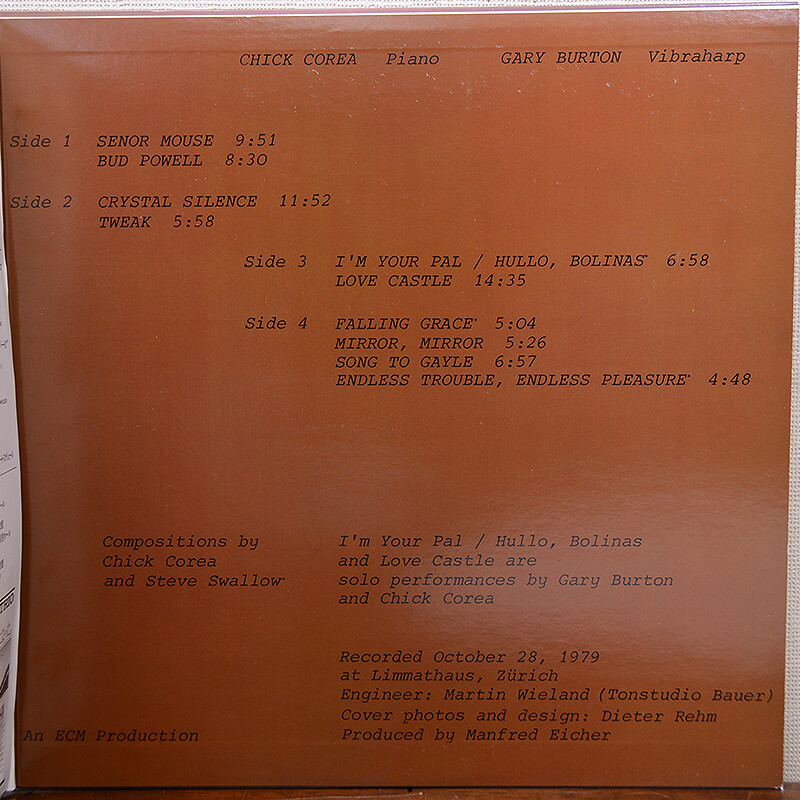 CHICK COREA Piano GARY BURTON Vibraharp
Side 1 SENOR MOUSE 9:51
BUD POWELL 8:30
Side 2 CRYSTAL SILENCE 11:52
TWEAK 5:58
Side 3 I'M YOUR PAL / HULLO, BOLINAS• 6:58
LOVE CASTLE 14:35
Side 4 FALLING GRACE• 5:04
MIRROR, MIRROR 5:26
SONG TO GAYLE 6:57
ENDLESS TROUBLE, ENDLESS PLEASURE• 4:48
Compositions by
Chick Corea
and Steve Swallow•
I'm Your Pal / Hullo, Bolinas
and Love Castle are
solo performances by Gary Burton
and Chick Corea
Recorded October 28, 1979
at Limmathaus, Zürich
Engineer: Martin Wieland (Tonstudio Bauer)
Cover photos and design: Dieter Rehm
Produced by Manfred Eicher
An ECM Production